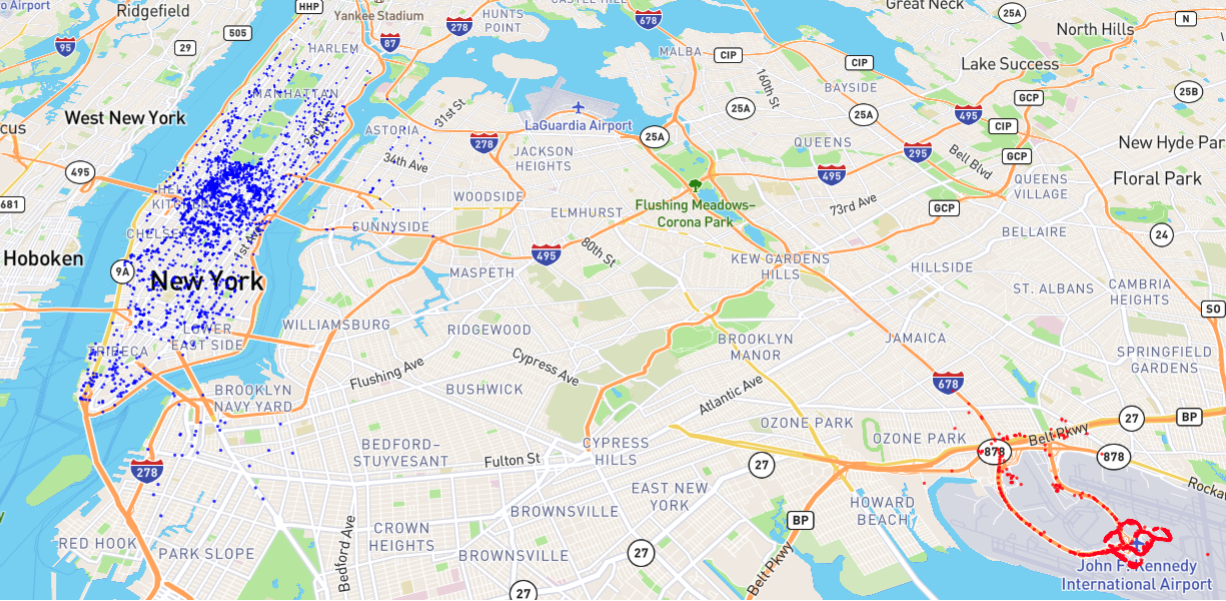 o Airport
Ridgefield
HHP
Yankee Stadium
HUNTS
POINT
278
678
Great Neck
25A
N
North Hills
505
29
95
87
HARLEM
MALBA
CIP
CIP
Lake Success
160th St
BAYSIDE
25B
GCP
MANHATTAN
West New York
2nd Ave
31st St
LaGuardia Airport
25A
25A
495
CIP
cus
ASTORIA
278
25A
JACKSON
HEIGHTS
QUEENS
295
Bell Blvd
GCP
New Hyde Par
34th Ave
495
495
QUEENS
VILLAGE
Floral Park
WOODSIDE
681
Flushing Meadows–
Corona Park
73rd Ave
GCP
ELMHURST
SUNNYSIDE
CHELSE
1st Ave
80th St
495
BELLAIRE
24
Hoboken
9A
New York
MASPETH
KEW GARDENS
HILLS
HILLSIDE
ST. ALBANS
CAMBRIA
HEIGHTS
SO
WILLIAMSBURG
LOWER
EAST SIDE
RIDGEWOOD
BROOKLYN
MANOR
JAMAICA
TRIBECA
SPRINGFIELD
GARDENS
Cypress Ave
Flushing Ave
BUSHWICK
678
BROOKLYN
NAVY YARD
Atlantic Ave
OZONE PARK
OZONE PARK
27
BP
Belt Pkwy
BEDFORD–
STUYVESANT
CYPRESS
HILLS
878
878
Fulton St
27
278
EAST NEW
YORK
Rocka
BROWNSVILLE
HOWARD
BEACH
BP
CROWN
HEIGHTS
RED HOOK
PARK SLOPE
Bedford Ave
BROWNSVILLE
27
Belt Pkwy
27
John F. Kennedy
International Airport